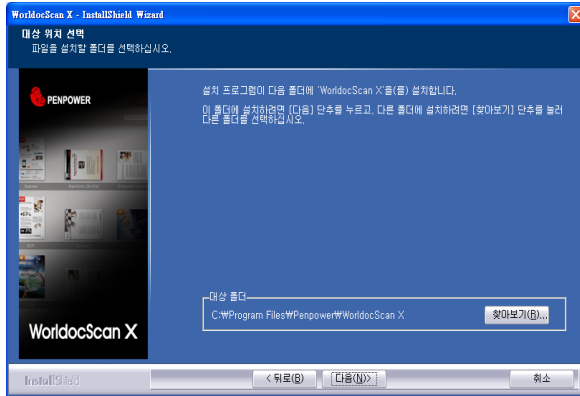 WorldocScan X - InstallShield Wizard
대상 위치 선택
파일을 설치할 폴더를 선택하십시오.
PENPOWER
설치 프로그램이 다음 폴더에 'WorldocScan X'을(를) 설치합니다.
이 폴더에 설치하려면 [다음] 단추를 누르고, 다른 폴더에 설치하려면 [찾아보기] 단추를 눌러
다른 폴더를 선택하십시오.
WorldocScan X
대상 폴더
C:₩Program Files₩Penpower₩WorldocScan X
찾아보기(R)...
InstallShield
< 뒤로(B)
다음(N)>
취소